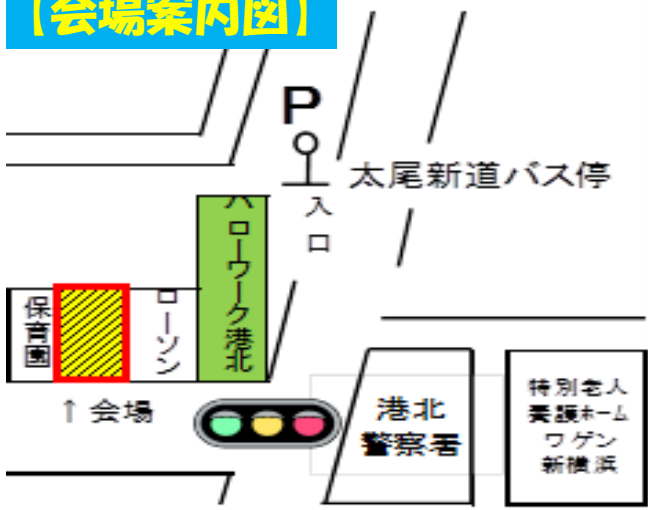 【会場案内図】
P
太尾新道バス停
入口
ハローワーク港北
保育園
ローソン
↑会場
港北
警察署
特別老人
養護ホーム
ワゲン
新横浜